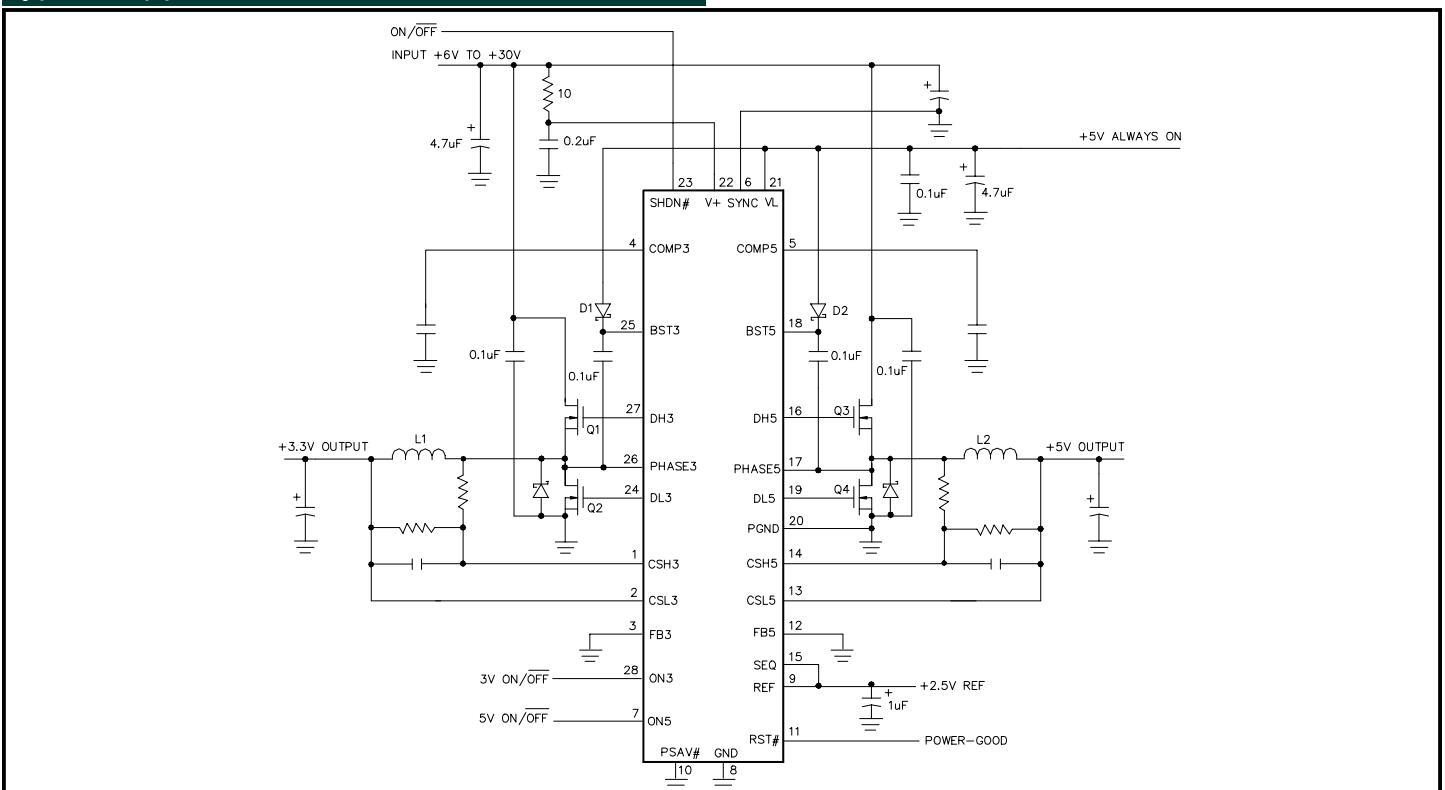 ON/OFF
INPUT +6V TO +30V
10
+
4.7uF
0.2uF
+
+5V ALWAYS ON
+
0.1uF
4.7uF
23
22
6
21
SHDN#
V+
SYNC
VL
4
COMP3
COMP5
5
D1
D2
25
BST3
BST5
18
0.1uF
0.1uF
0.1uF
0.1uF
27
DH3
DH5
16
Q1
Q3
+3.3V OUTPUT
L1
L2
+5V OUTPUT
26
PHASE3
PHASE5
17
24
DL3
DL5
19
Q2
Q4
+
+
PGND
20
1
CSH3
CSH5
14
2
CSL3
CSL5
13
3
FB3
FB5
12
SEQ
15
3V ON/OFF
28
ON3
REF
9
+2.5V REF
+
1uF
5V ON/OFF
7
ON5
RST#
11
POWER-GOOD
PSAV#
GND
10
8